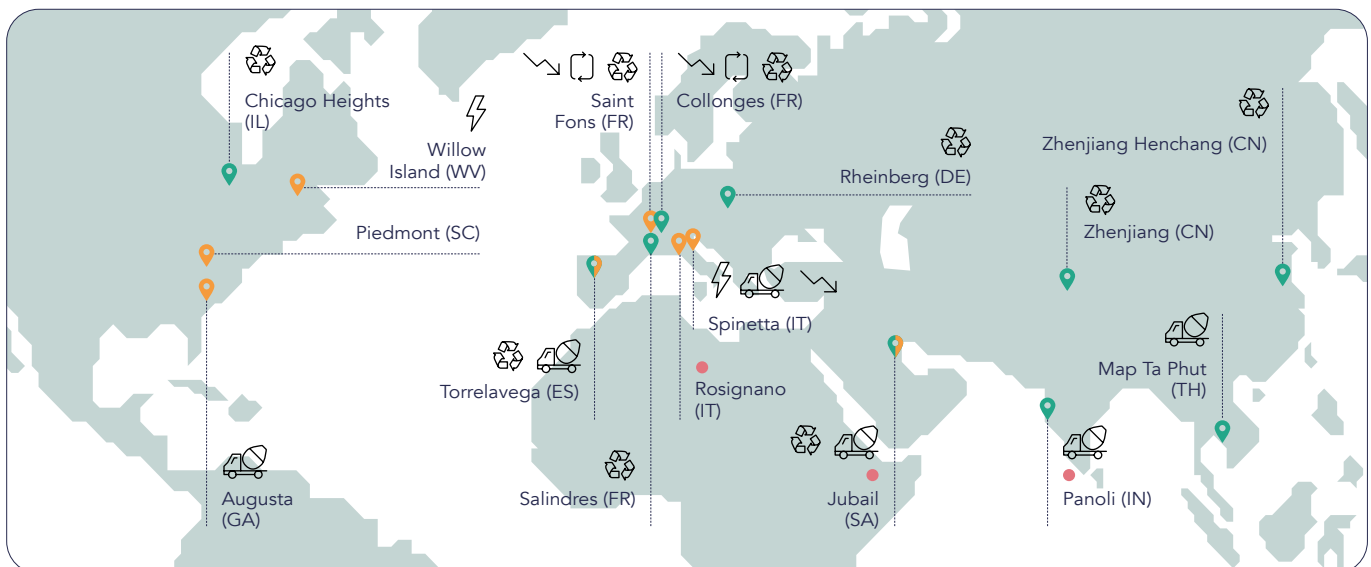 Chicago Heights
(IL)
Willow
Island (WV)
Piedmont (SC)
Augusta
(GA)
Saint
Fons (FR)
Collonges (FR)
Rheinberg (DE)
Zhenjiang Henchang (CN)
Zhenjiang (CN)
Spinetta (IT)
Torrelavega (ES)
Rosignano
(IT)
Map Ta Phut
(TH)
Salindres (FR)
Jubail
(SA)
Panoli (IN)